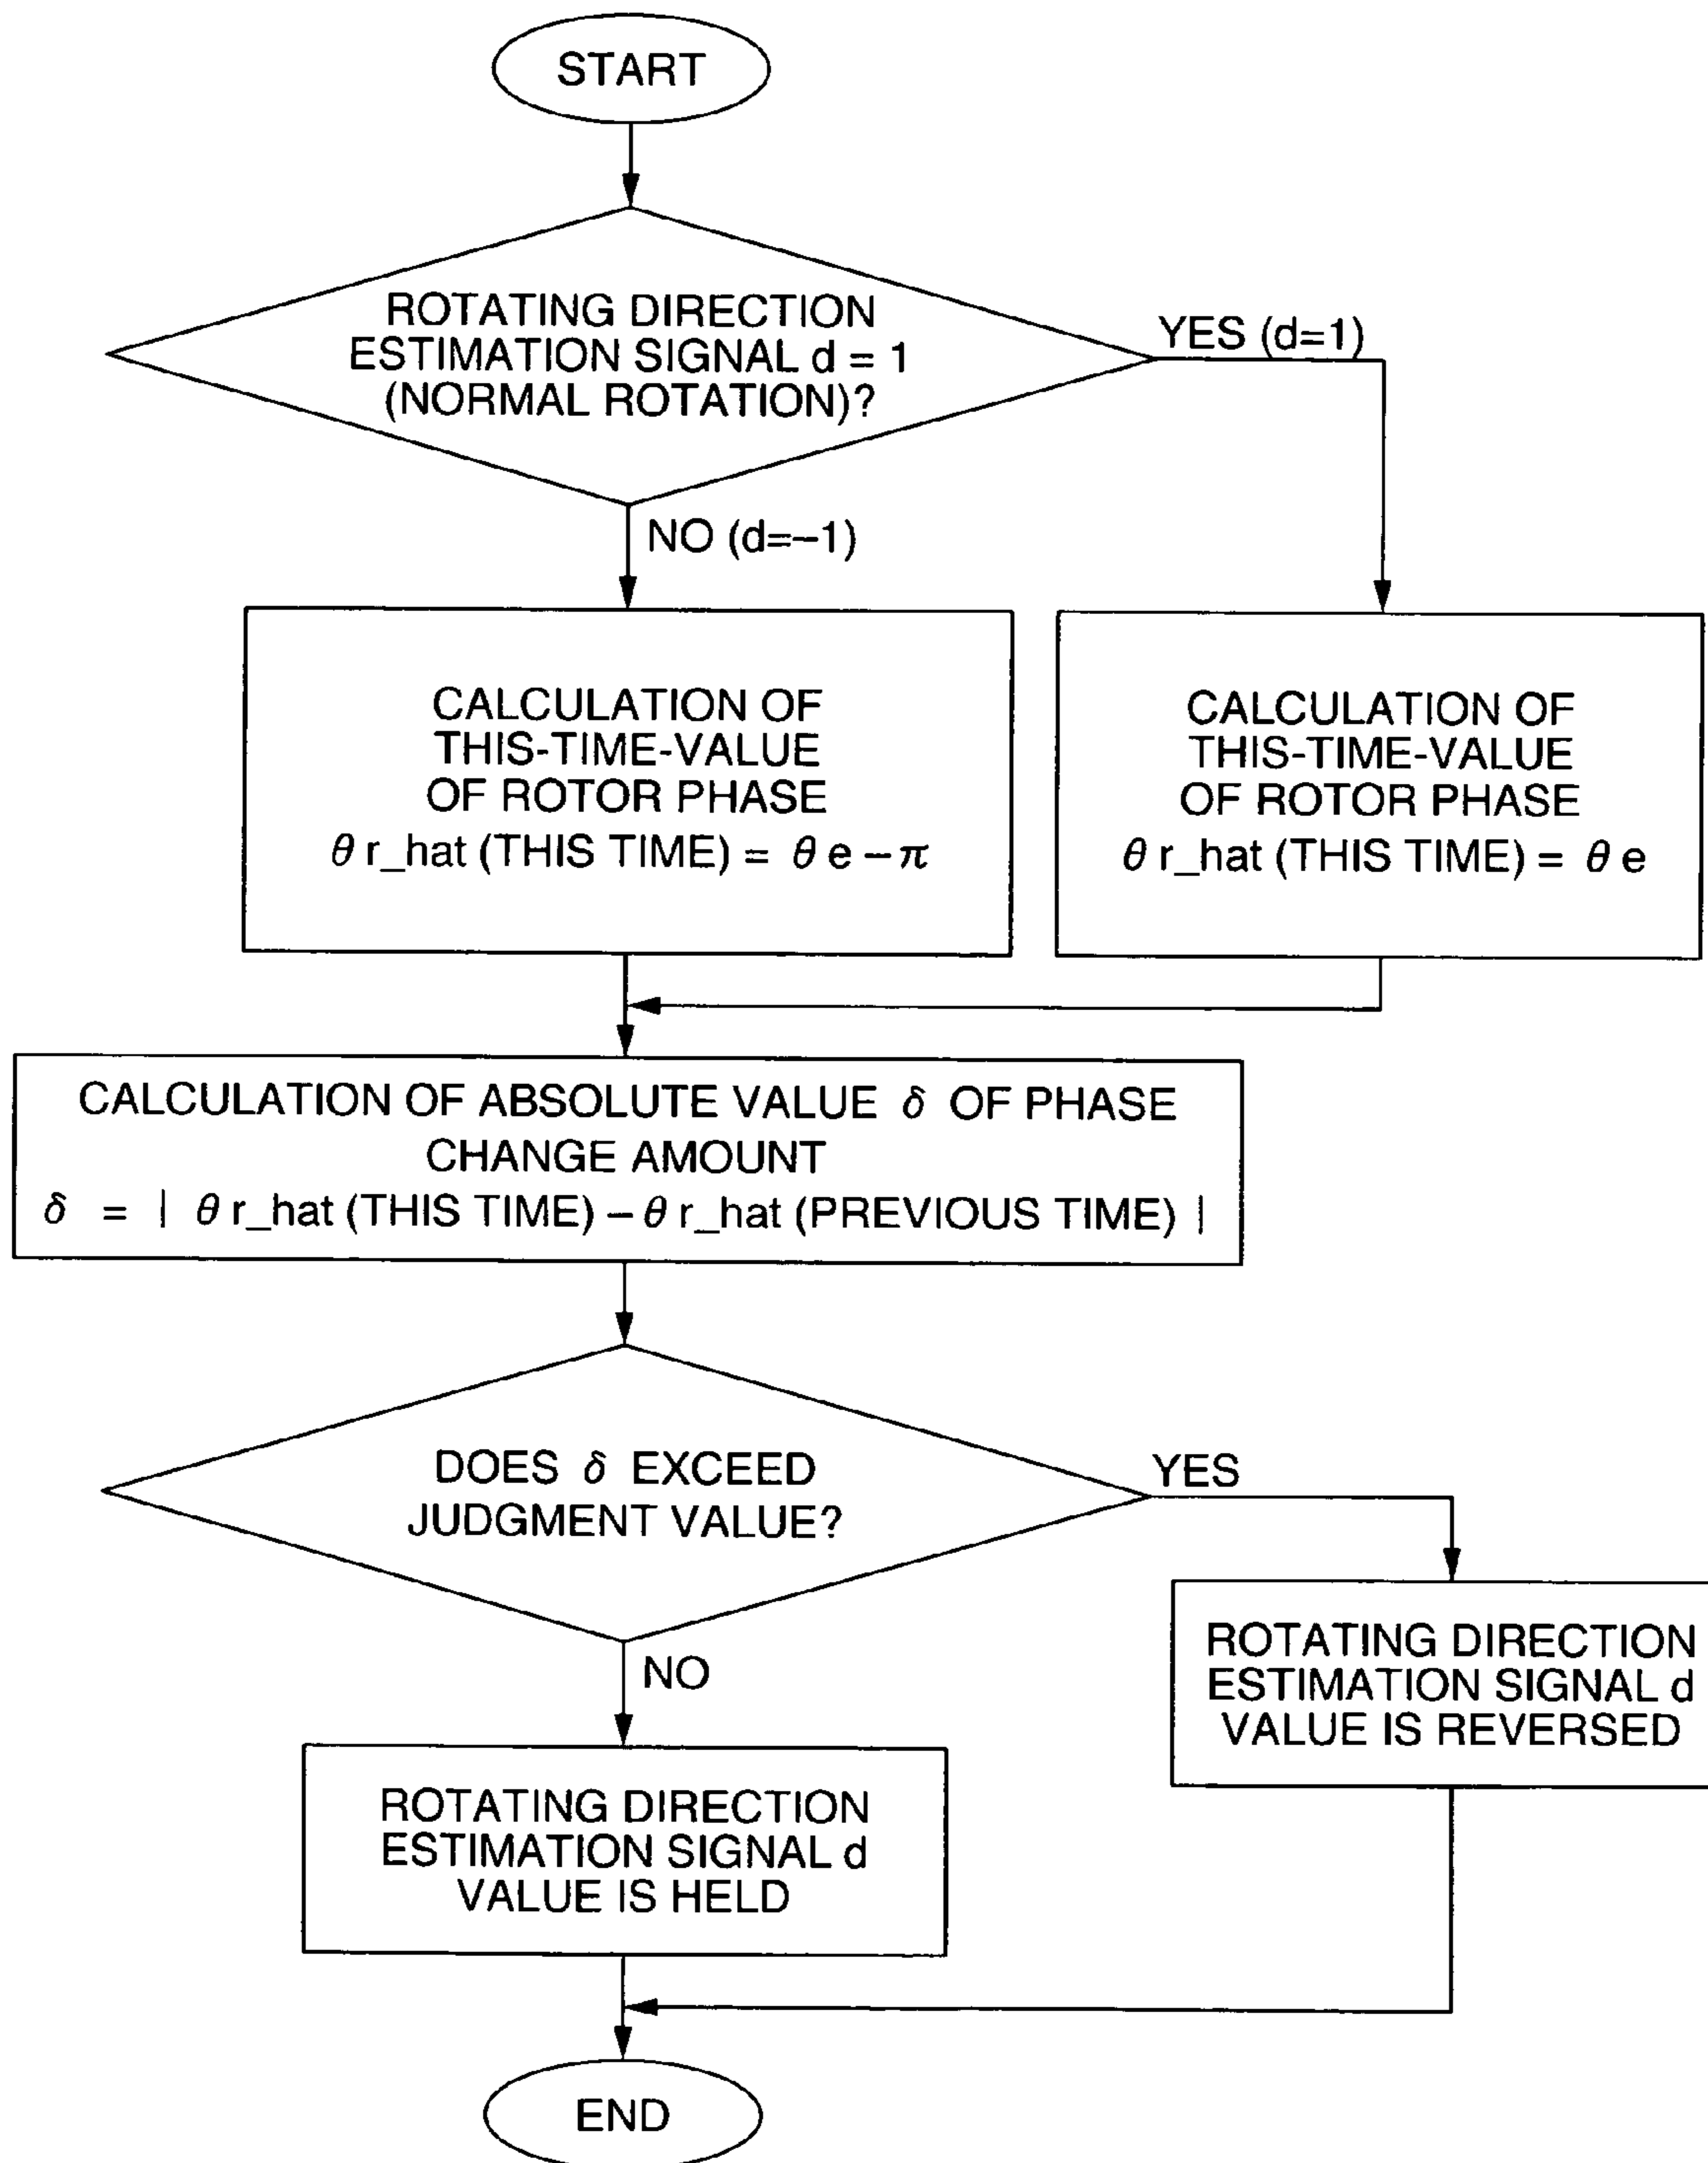 START
ROTATING DIRECTION
ESTIMATION SIGNAL d = 1
(NORMAL ROTATION)?
YES (d=1)
NO (d=−1)
CALCULATION OF
THIS-TIME-VALUE
OF ROTOR PHASE
θ r_hat (THIS TIME) = θ e − π
CALCULATION OF
THIS-TIME-VALUE
OF ROTOR PHASE
θ r_hat (THIS TIME) = θ e
CALCULATION OF ABSOLUTE VALUE δ OF PHASE
CHANGE AMOUNT
δ = | θ r_hat (THIS TIME) − θ r_hat (PREVIOUS TIME) |
DOES δ EXCEED
JUDGMENT VALUE?
YES
NO
ROTATING DIRECTION
ESTIMATION SIGNAL d
VALUE IS REVERSED
ROTATING DIRECTION
ESTIMATION SIGNAL d
VALUE IS HELD
END